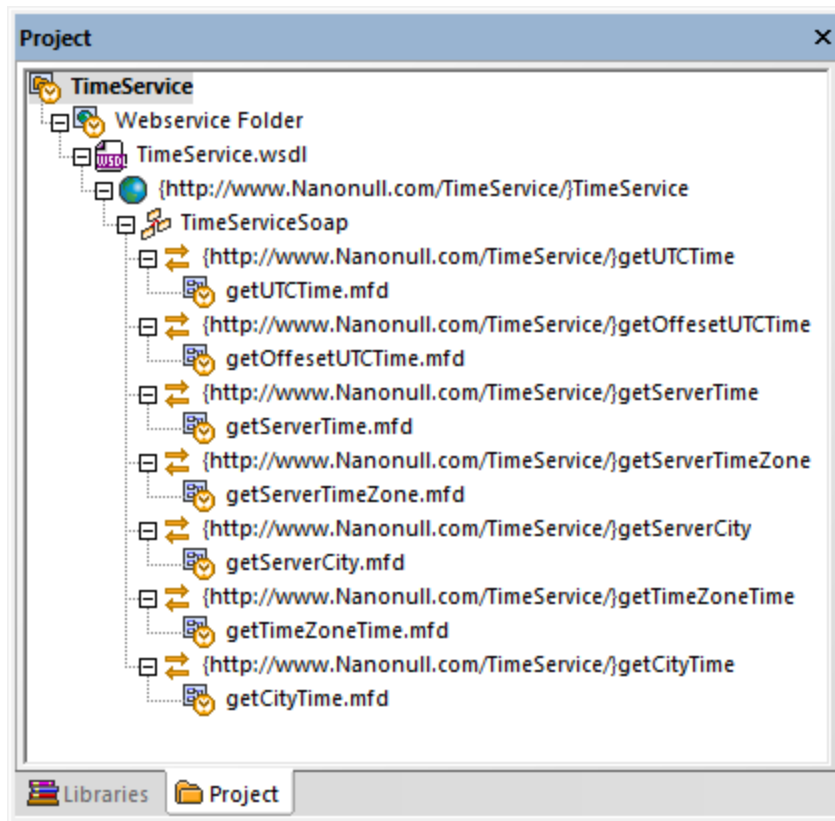 Project
TimeService
Webservice Folder
WSDL
TimeService.wsdl
{http://www.Nanonull.com/TimeService/}TimeService
TimeServiceSoap
{http://www.Nanonull.com/TimeService/}getUTCTime
getUTCTime.mfd
{http://www.Nanonull.com/TimeService/}getOffesetUTCTime
getOffesetUTCTime.mfd
{http://www.Nanonull.com/TimeService/}getServerTime
getServerTime.mfd
{http://www.Nanonull.com/TimeService/}getServerTimeZone
getServerTimeZone.mfd
{http://www.Nanonull.com/TimeService/}getServerCity
getServerCity.mfd
{http://www.Nanonull.com/TimeService/}getTimeZoneTime
getTimeZoneTime.mfd
{http://www.Nanonull.com/TimeService/}getCityTime
getCityTime.mfd
Libraries
Project